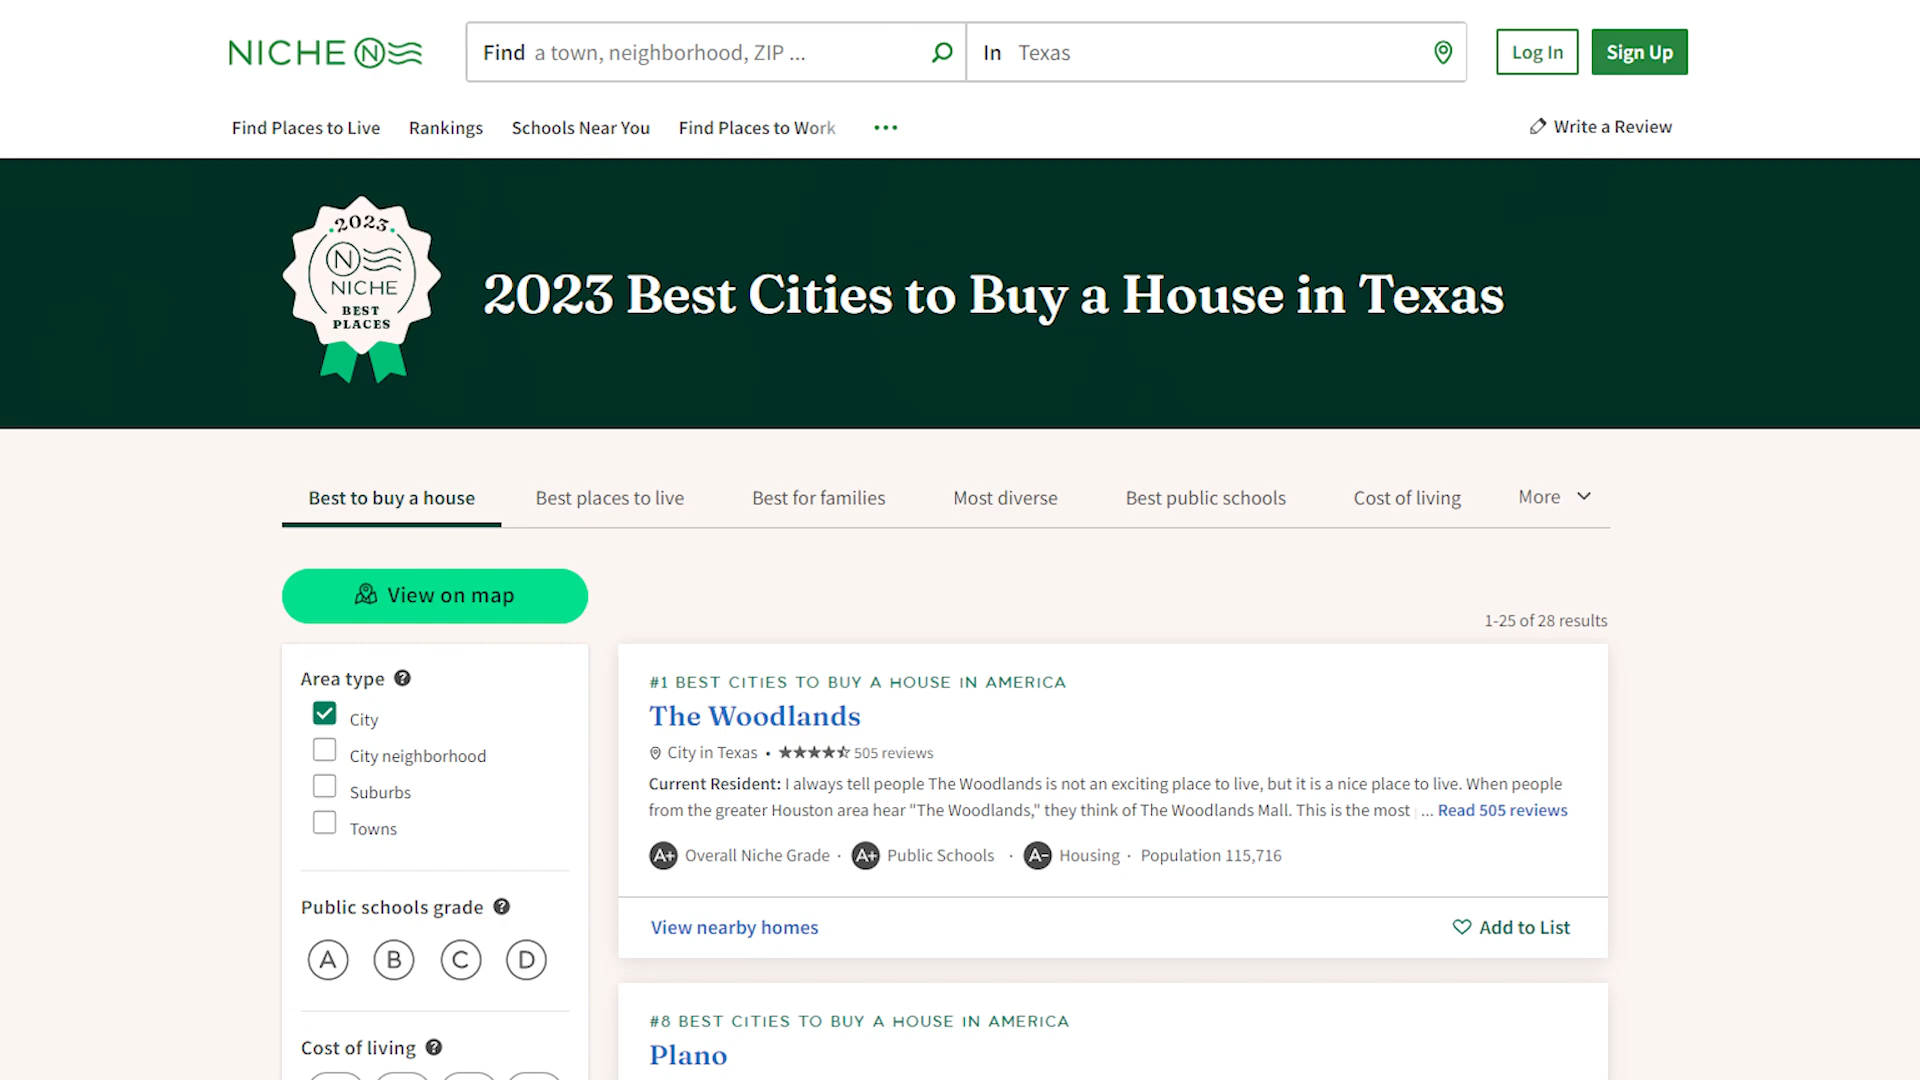 NICHE N
Find a town, neighborhood, ZIP ...
In Texas
Log In
Sign Up
Find Places to Live
Rankings
Schools Near You
Find Places to Work
Write a Review
2023
N
NICHE
BEST
PLACES
2023 Best Cities to Buy a House in Texas
Best to buy a house
Best places to live
Best for families
Most diverse
Best public schools
Cost of living
More
View on map
1-25 of 28 results
Area type ?
City
City neighborhood
Suburbs
Towns
Public schools grade ?
A B C D
Cost of living ?
#1 BEST CITIES TO BUY A HOUSE IN AMERICA
The Woodlands
City in Texas • 505 reviews
Current Resident: I always tell people The Woodlands is not an exciting place to live, but it is a nice place to live. When people
from the greater Houston area hear "The Woodlands," they think of The Woodlands Mall. This is the most ... Read 505 reviews
A+ Overall Niche Grade · A+ Public Schools · A- Housing · Population 115,716
View nearby homes
Add to List
#8 BEST CITIES TO BUY A HOUSE IN AMERICA
Plano